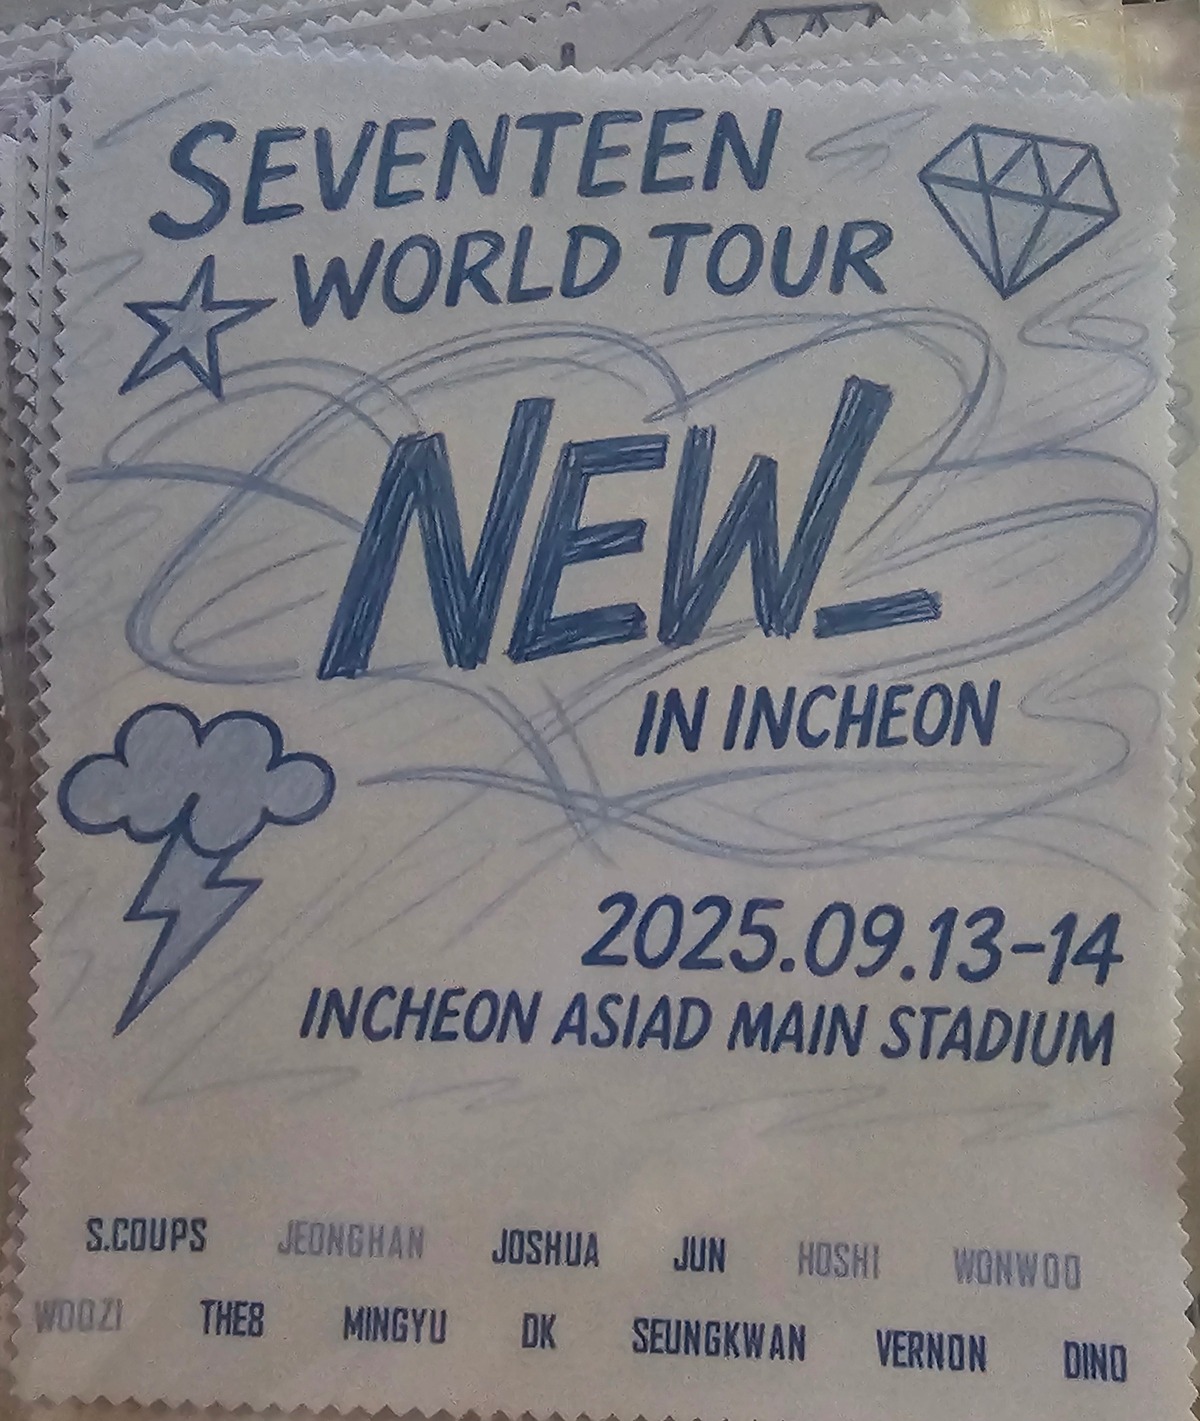 SEVENTEEN
WORLD TOUR
NEW_
IN INCHEON
2025.09.13-14
INCHEON ASIAD MAIN STADIUM
S.COUPS JEONGHAN JOSHUA JUN HOSHI WONWOO
WOOZI THE8 MINGYU DK SEUNGKWAN VERNON DINO